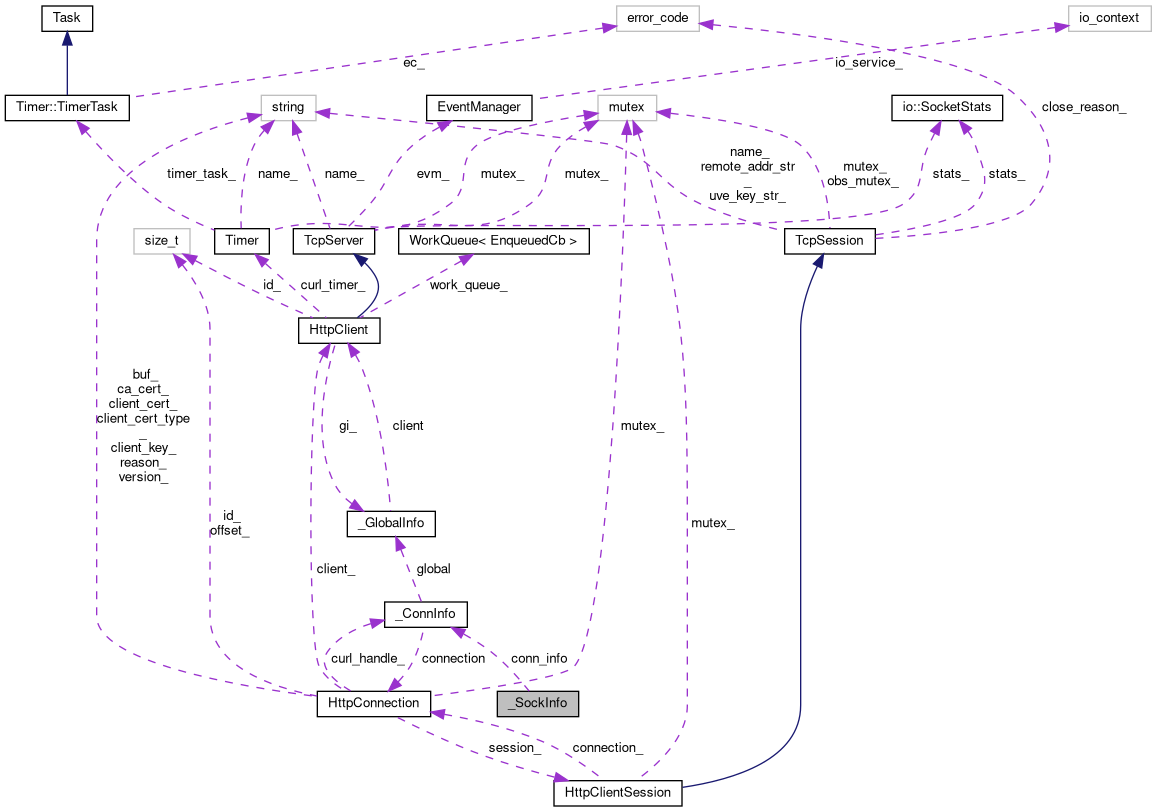 Task
error_code
io_context
ec_
io_service_
Timer::TimerTask
string
EventManager
mutex
io::SocketStats
close_reason_
timer_task_
name_
name_
evm_
mutex_
mutex_
name_
remote_addr_str
_
uve_key_str_
mutex_
obs_mutex_
stats_
stats_
size_t
Timer
TcpServer
WorkQueue< EnqueuedCb >
TcpSession
id_
curl_timer_
work_queue_
HttpClient
buf_
ca_cert_
client_cert_
client_cert_type
_
client_key_
reason_
version_
gi_
client
mutex_
id_
offset_
_GlobalInfo
mutex_
client_
global
_ConnInfo
curl_handle_
connection
conn_info
HttpConnection
_SockInfo
session_
connection_
HttpClientSession